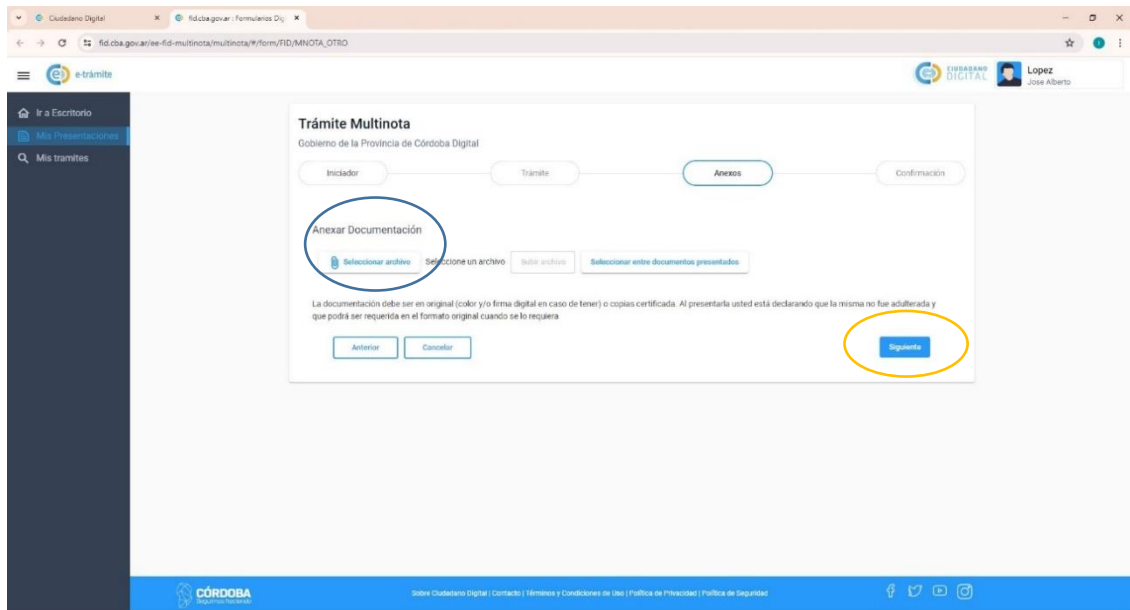 Ciudadano Digital
fid.cba.gov.ar : Formularios Dig
fid.cba.gov.ar/ee-fid-multinota/multinota/#/form/FID/MNOTA_OTRO
e-trámite
CIUDADANO
DIGITAL
Lopez
Jose Alberto
Ir a Escritorio
Mis Presentaciones
Mis tramites
Trámite Multinota
Gobierno de la Provincia de Córdoba Digital
Iniciador
Trámite
Anexos
Confirmación
Anexar Documentación
Seleccionar archivo
Seleccione un archivo
Subir archivo
Seleccionar entre documentos presentados
La documentación debe ser en original (color y/o firma digital en caso de tener) o copias certificada. Al presentarla usted está declarando que la misma no fue adulterada y
que podrá ser requerida en el formato original cuando se lo requiera
Anterior
Cancelar
Siguiente
CÓRDOBA
Seguimos Haciendo
Sobre Ciudadano Digital | Contacto | Términos y Condiciones de Uso | Política de Privacidad | Política de Seguridad